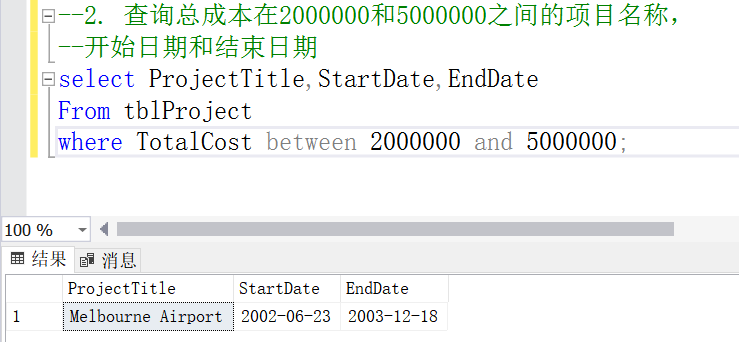 --2. 查询总成本在2000000和5000000之间的项目名称，
--开始日期和结束日期
select ProjectTitle,StartDate,EndDate
From tblProject
where TotalCost between 2000000 and 5000000;
100 %
结果 消息
ProjectTitle StartDate EndDate
1 Melbourne Airport 2002-06-23 2003-12-18